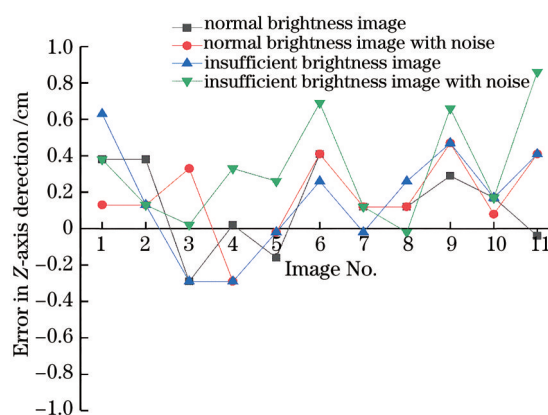 normal brightness image
normal brightness image with noise
insufficient brightness image
insufficient brightness image with noise
Error in Z-axis derection /cm
1.0
0.8
0.6
0.4
0.2
0
−0.2
−0.4
−0.6
−0.8
−1.0
1 2 3 4 5 6 7 8 9 10 11
Image No.